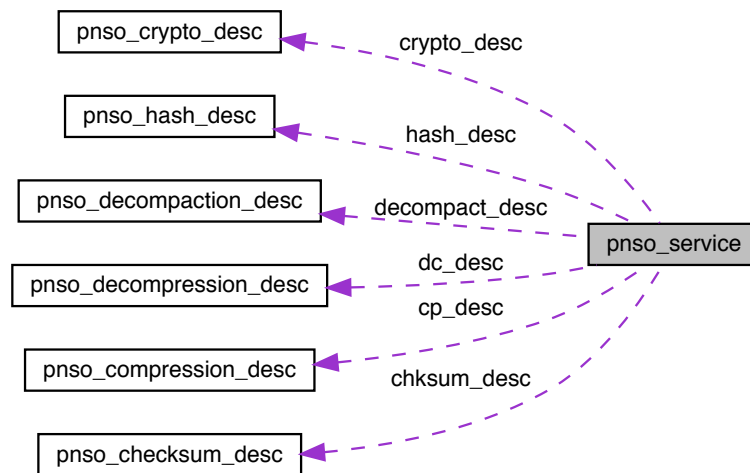 pnso_crypto_desc
crypto_desc
pnso_hash_desc
hash_desc
pnso_decompaction_desc
decompact_desc
pnso_service
pnso_decompression_desc
dc_desc
cp_desc
pnso_compression_desc
chksum_desc
pnso_checksum_desc